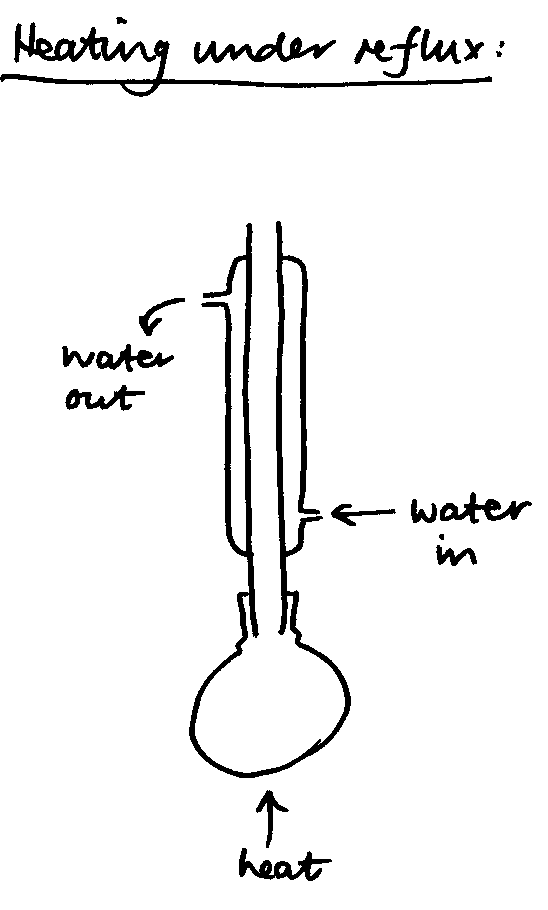 Heating under reflux:
water
out
water
in
heat